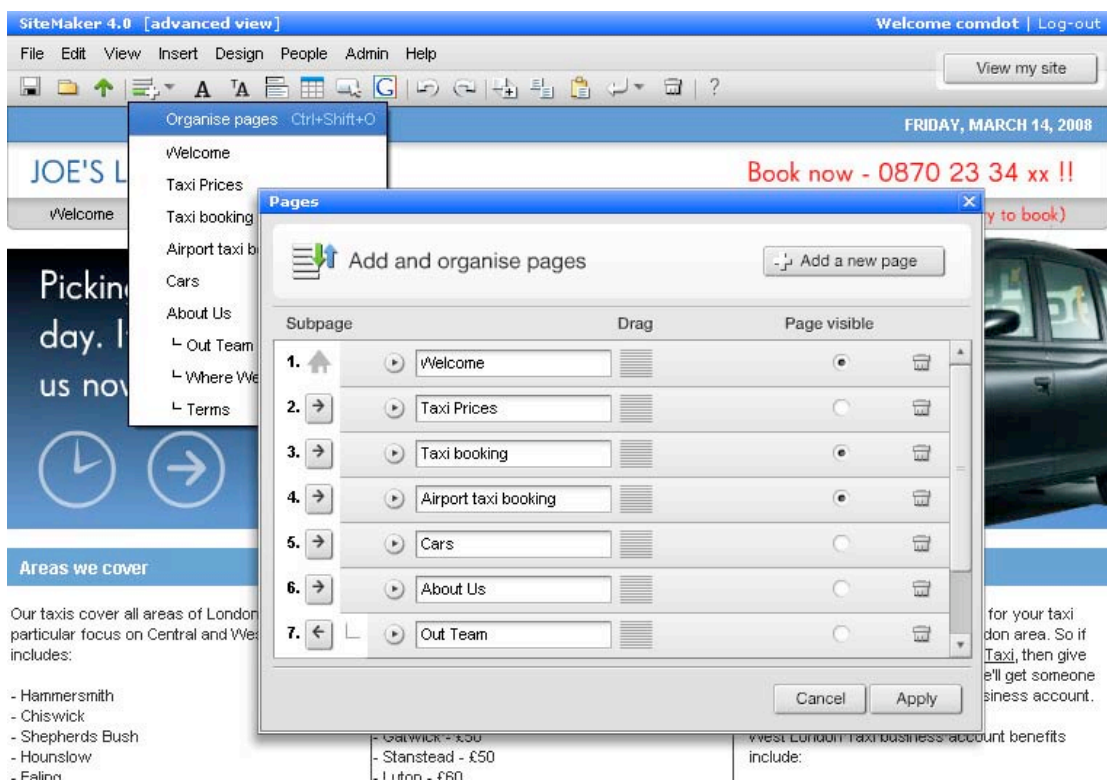 SiteMaker 4.0 [advanced view]
Welcome comdot | Log-out
File Edit View Insert Design People Admin Help
View my site
Organise pages Ctrl+Shift+O
FRIDAY, MARCH 14, 2008
Welcome
Taxi Prices
Taxi booking
Airport taxi
Cars
About Us
Out Team
Where
Terms
JOE'S
Book now - 0870 23 34 xx !!
Welcome
to book)
day.
us
Pages
Add and organise pages
Add a new page
Subpage Drag Page visible
1. Welcome
2. Taxi Prices
3. Taxi booking
4. Airport taxi booking
5. Cars
6. About Us
7. Out Team
Cancel Apply
Areas we cover
Our taxis cover all areas of London
particular focus on Central and
includes:
- Hammersmith
- Chiswick
- Shepherds Bush
- Hounslow
- Ealing
- Gatwick - £50
- Stanstead - £50
- Luton - £60
for your taxi
area. So if
Taxi, then give
get someone
account.
West London Taxi business account benefits
include: